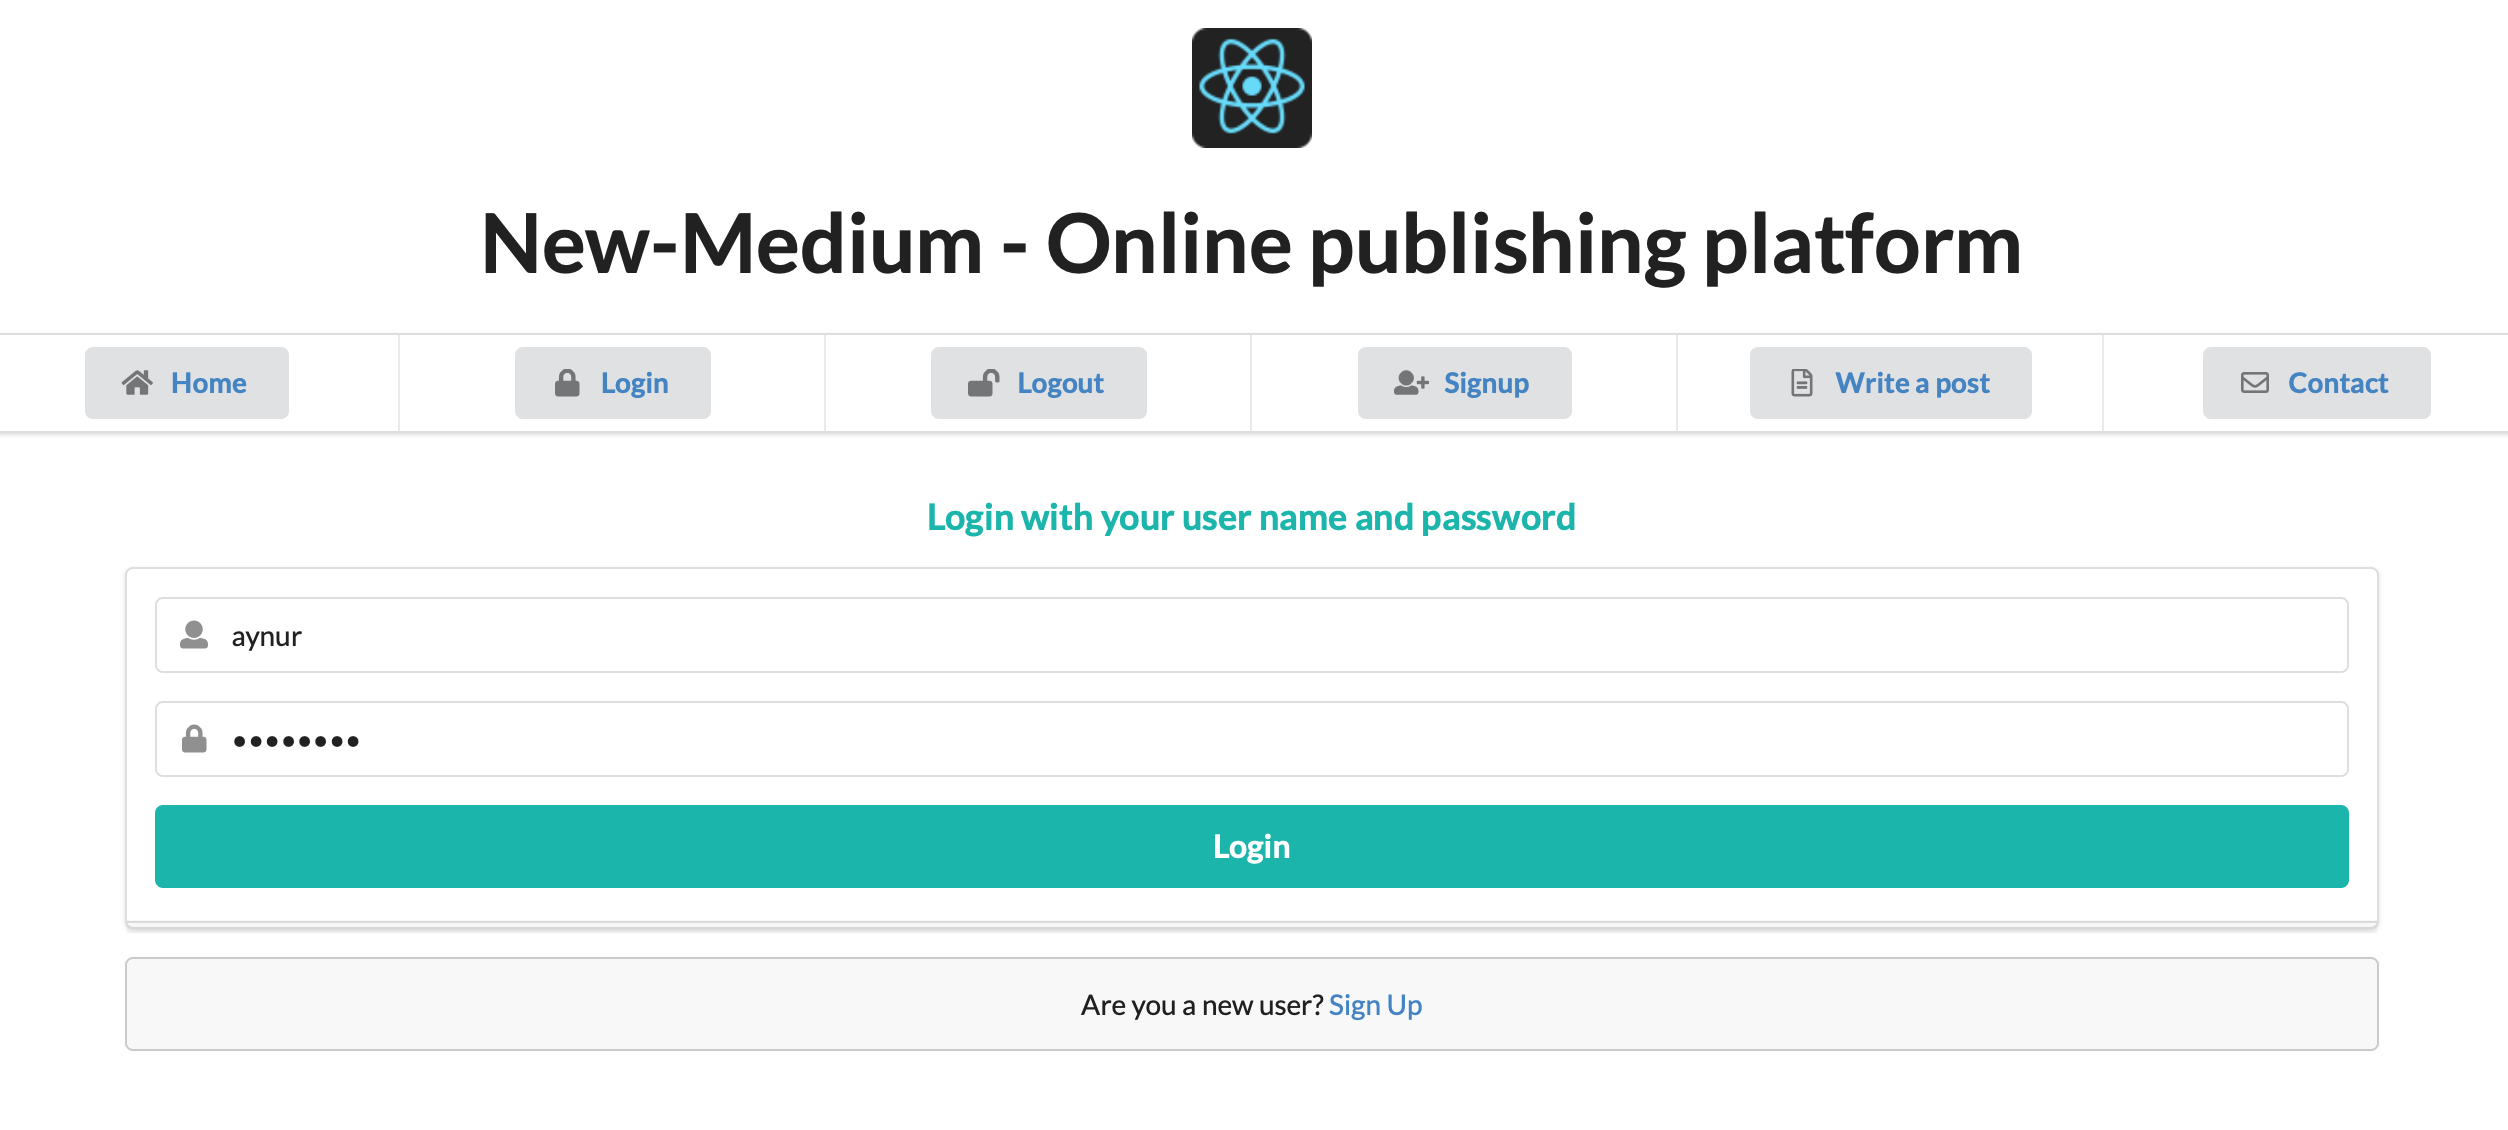 New-Medium - Online publishing platform
Home Login Logout Signup Write a post Contact
Login with your user name and password
aynur
••••••••
Login
Are you a new user? Sign Up